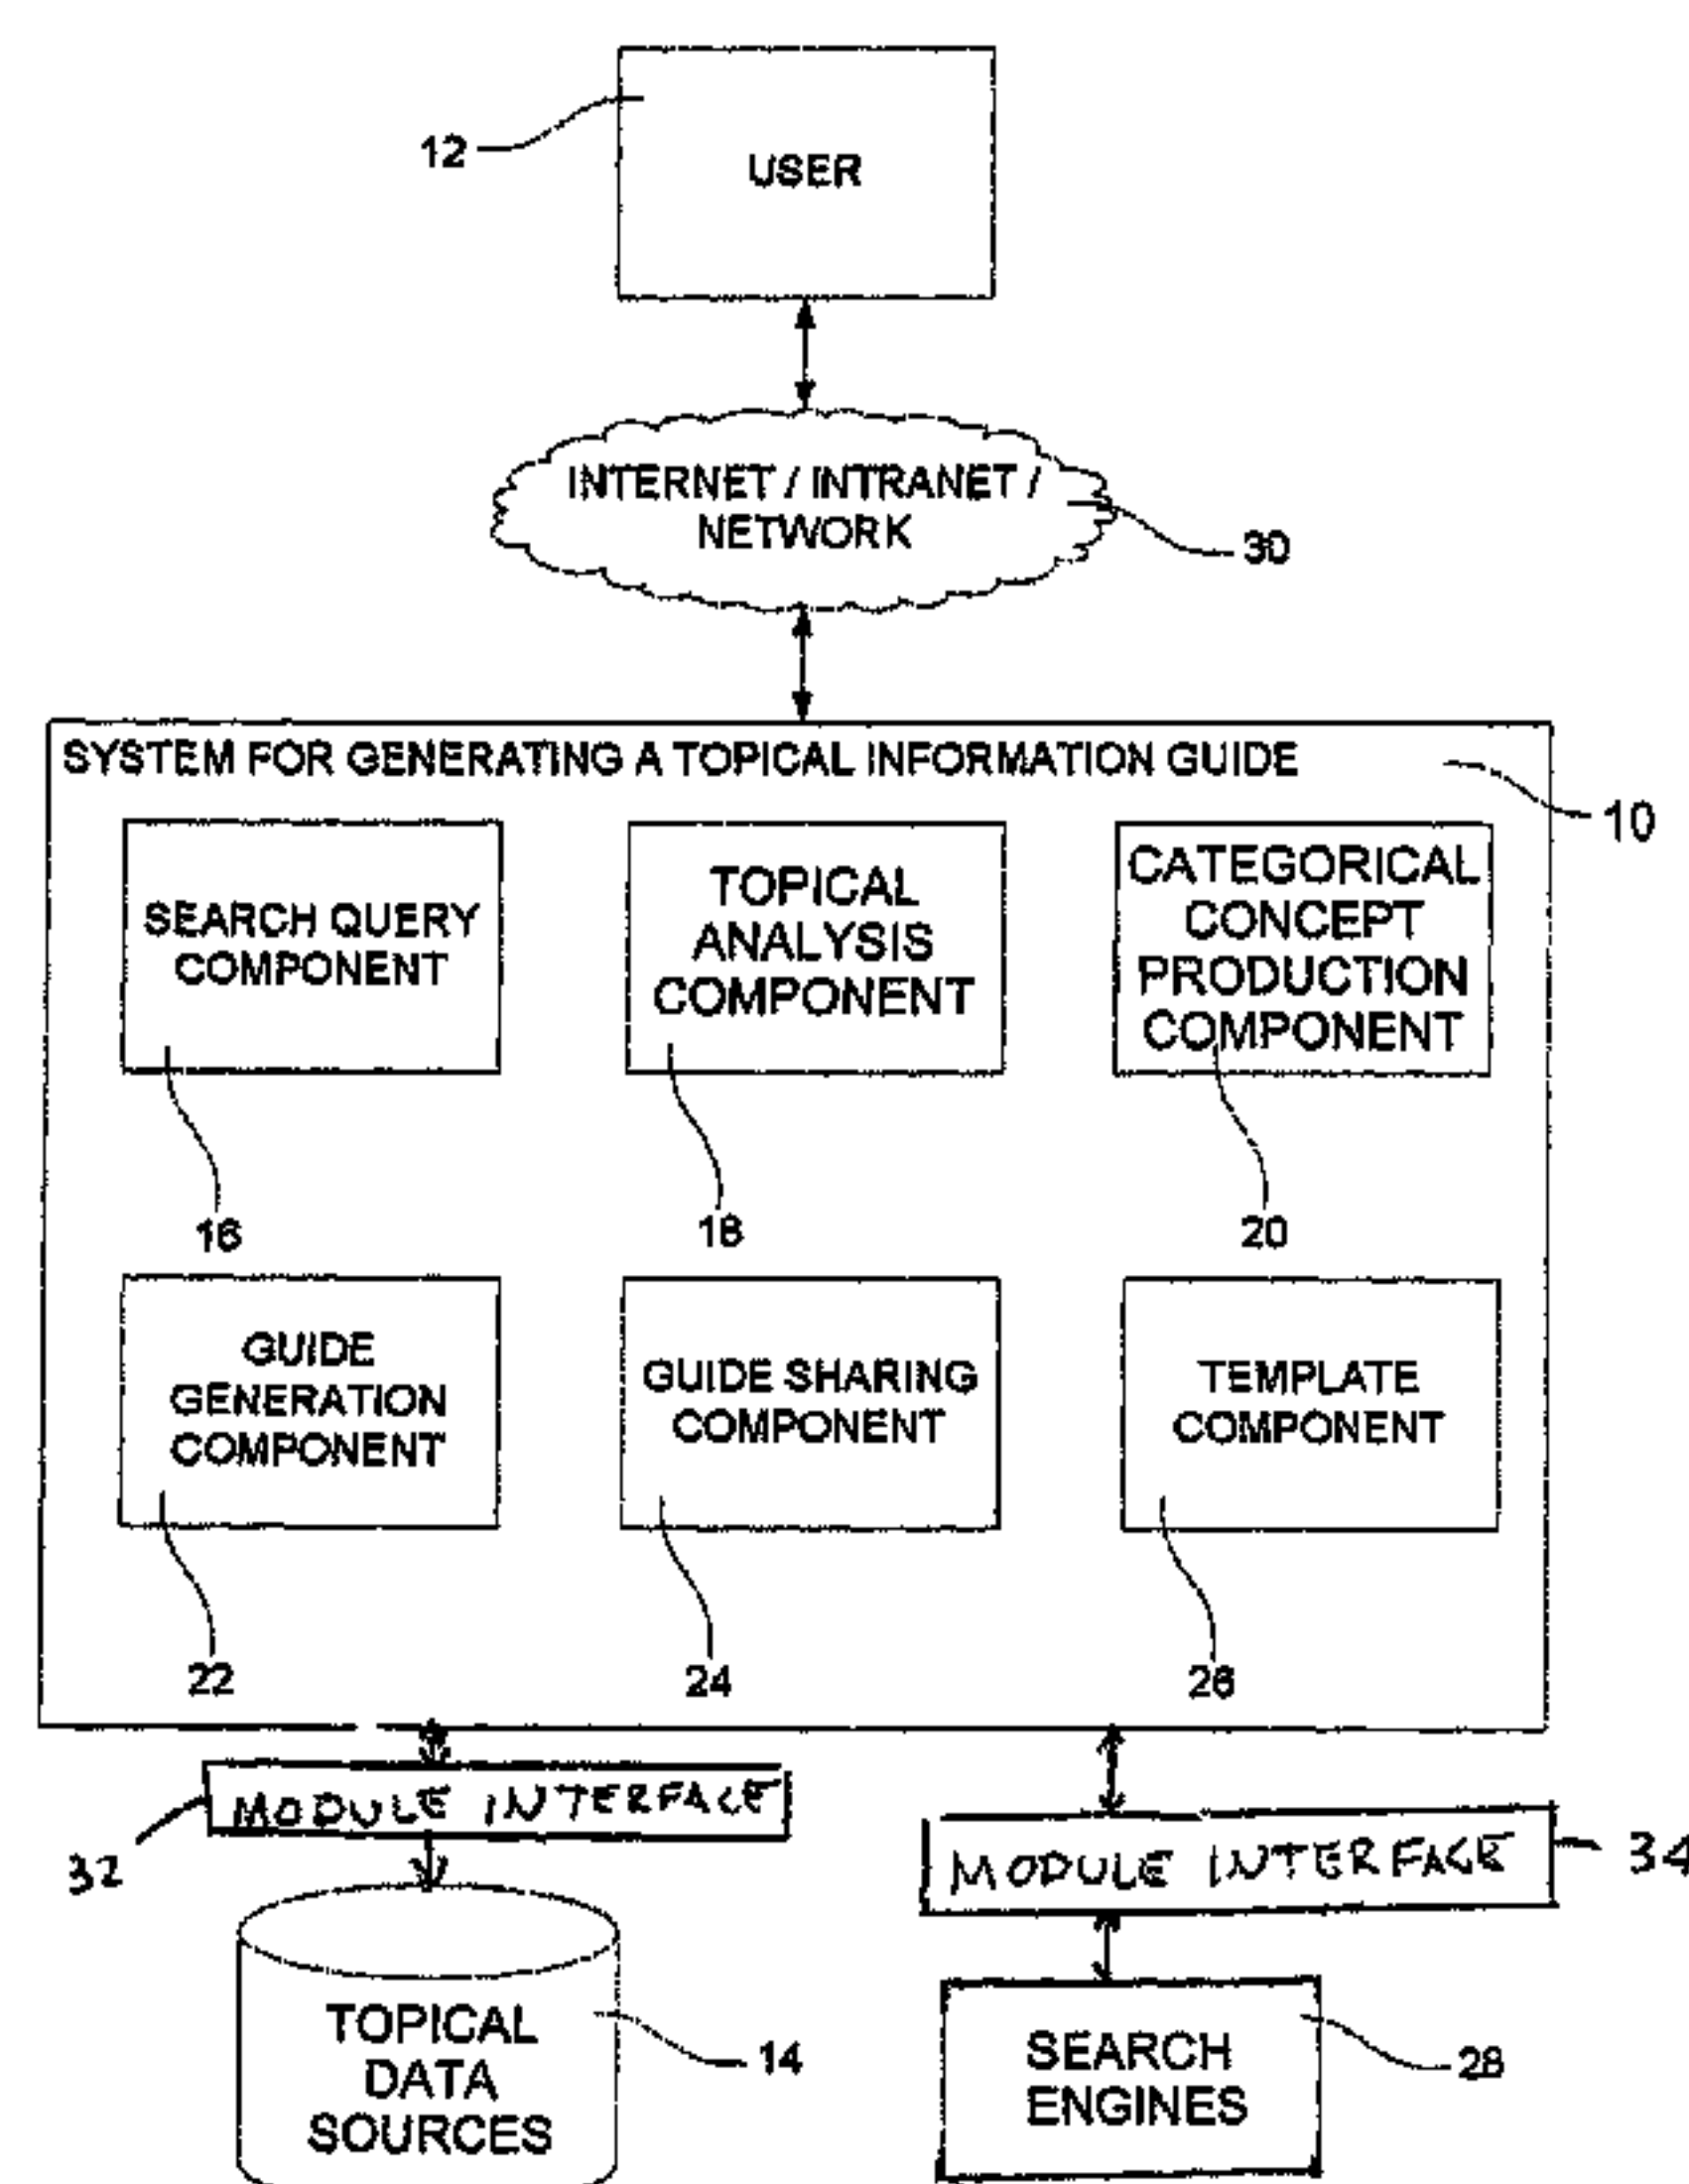 USER
12
INTERNET / INTRANET /
NETWORK
30
SYSTEM FOR GENERATING A TOPICAL INFORMATION GUIDE
10
SEARCH QUERY
COMPONENT
TOPICAL
ANALYSIS
COMPONENT
CATEGORICAL
CONCEPT
PRODUCTION
COMPONENT
16
18
20
GUIDE
GENERATION
COMPONENT
GUIDE SHARING
COMPONENT
TEMPLATE
COMPONENT
22
24
26
MODULE INTERFACE
32
MODULE INTERFACE
34
TOPICAL
DATA
SOURCES
14
SEARCH
ENGINES
28